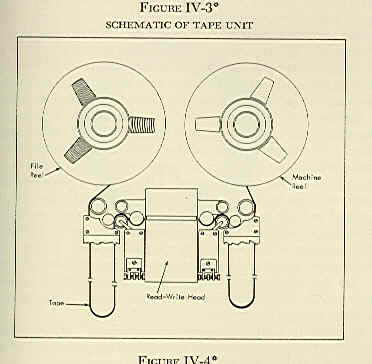 FIGURE IV-3°
SCHEMATIC OF TAPE UNIT
File
Reel
Machine
Reel
Read-Write Head
Tape
FIGURE IV-4°